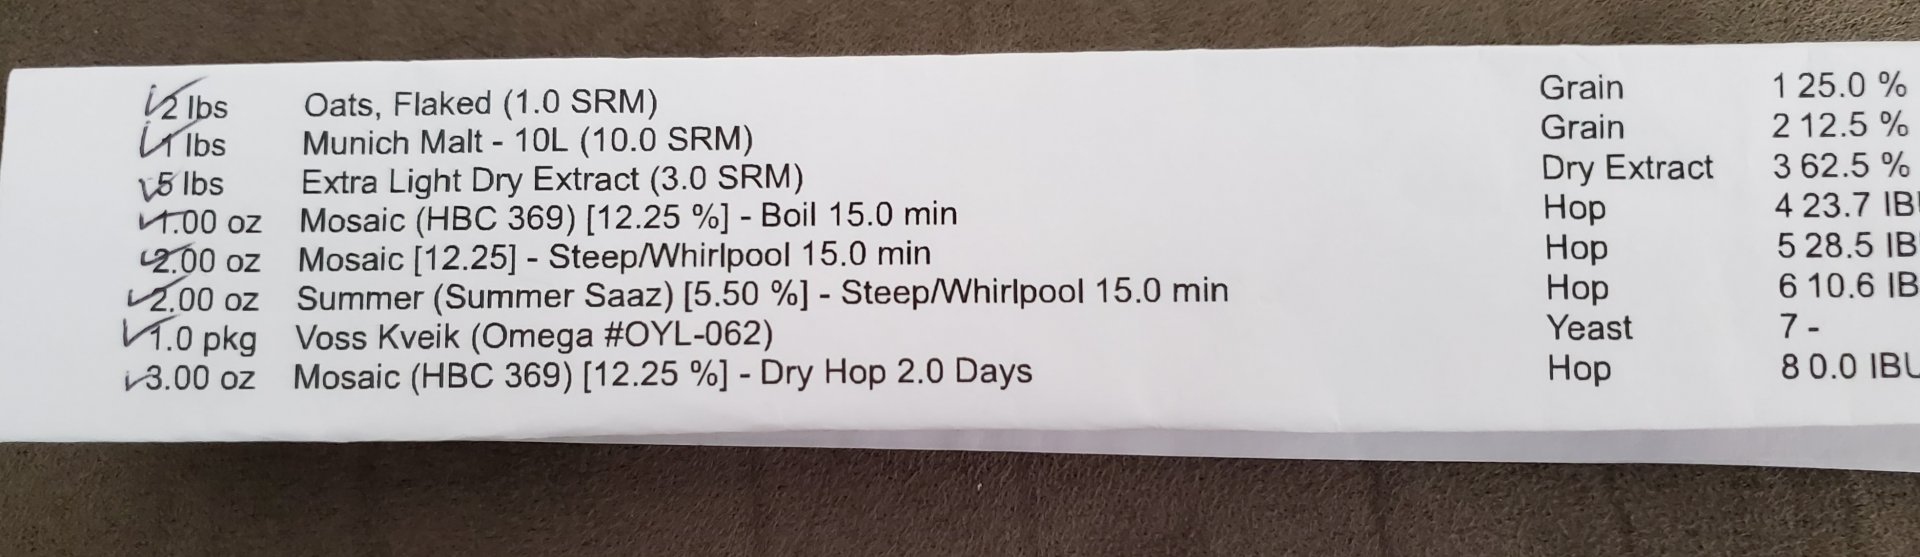 2 lbs Oats, Flaked (1.0 SRM) Grain 1 25.0 %
1 lbs Munich Malt - 10L (10.0 SRM) Grain 2 12.5 %
5 lbs Extra Light Dry Extract (3.0 SRM) Dry Extract 3 62.5 %
1.00 oz Mosaic (HBC 369) [12.25 %] - Boil 15.0 min Hop 4 23.7 IB
2.00 oz Mosaic [12.25] - Steep/Whirlpool 15.0 min Hop 5 28.5 IB
2.00 oz Summer (Summer Saaz) [5.50 %] - Steep/Whirlpool 15.0 min Hop 6 10.6 IB
1.0 pkg Voss Kveik (Omega #OYL-062) Yeast 7 -
3.00 oz Mosaic (HBC 369) [12.25 %] - Dry Hop 2.0 Days Hop 8 0.0 IBU